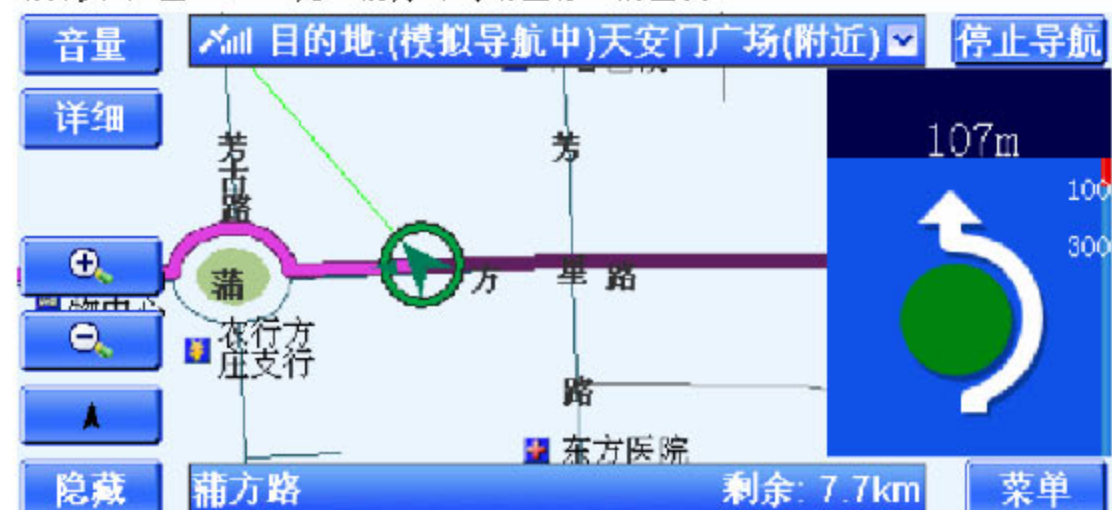 音量
目的地:(模拟导航中)天安门广场(附近)
停止导航
详细
107m
100
300
芳古路
芳
蒲
方
星
路
农行方
庄支行
路
东方医院
隐藏
蒲方路
剩余: 7.7km
菜单